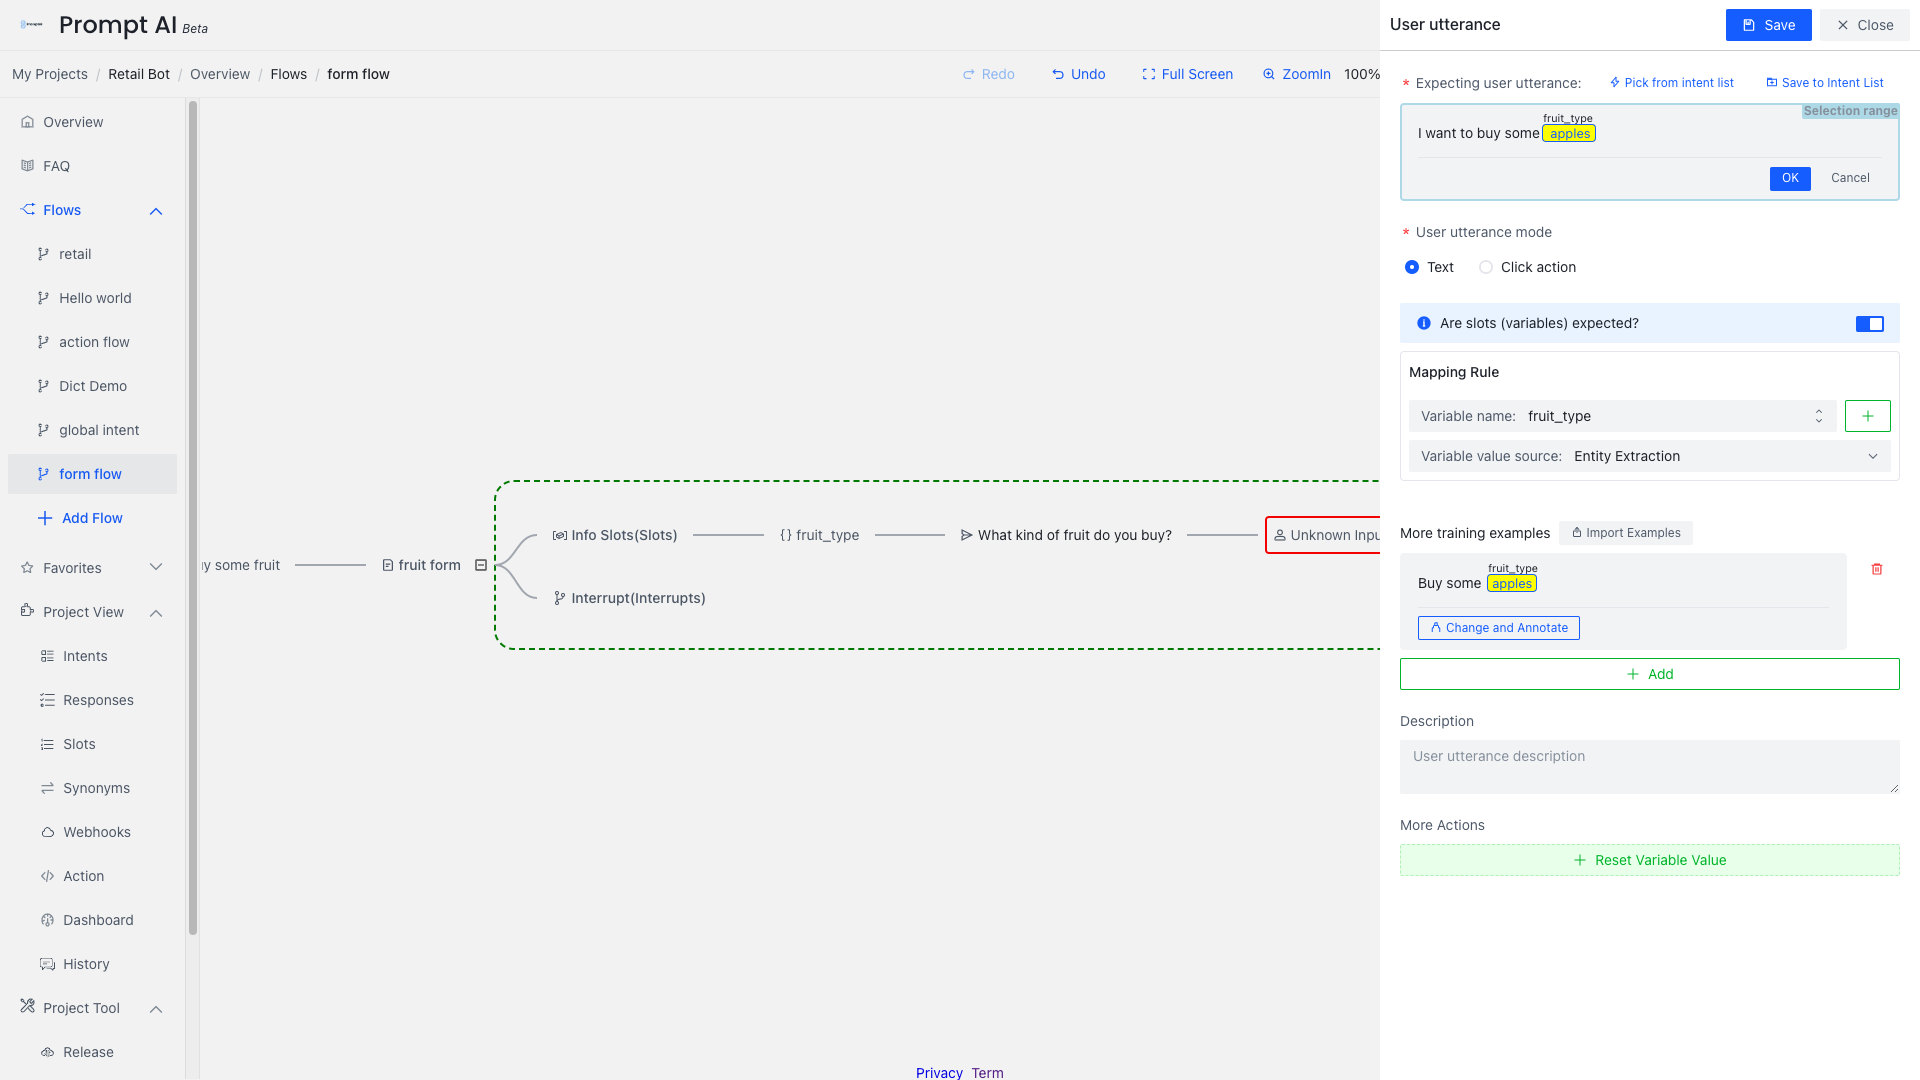 Prompt AI Beta
My Projects / Retail Bot / Overview / Flows / form flow
Redo
Undo
Full Screen
ZoomIn
100%
Overview
FAQ
Flows
retail
Hello world
action flow
Dict Demo
global intent
form flow
Add Flow
Favorites
Project View
Intents
Responses
Slots
Synonyms
Webhooks
Action
Dashboard
History
Project Tool
Release
y some fruit
fruit form
Info Slots(Slots)
{} fruit_type
What kind of fruit do you buy?
Unknown Inpu
Interrupt(Interrupts)
Privacy Term
User utterance
Save
Close
* Expecting user utterance:
Pick from intent list
Save to Intent List
Selection range
fruit_type
I want to buy some apples
OK
Cancel
* User utterance mode
Text
Click action
Are slots (variables) expected?
Mapping Rule
Variable name: fruit_type
Variable value source: Entity Extraction
More training examples
Import Examples
fruit_type
Buy some apples
Change and Annotate
Add
Description
User utterance description
More Actions
Reset Variable Value